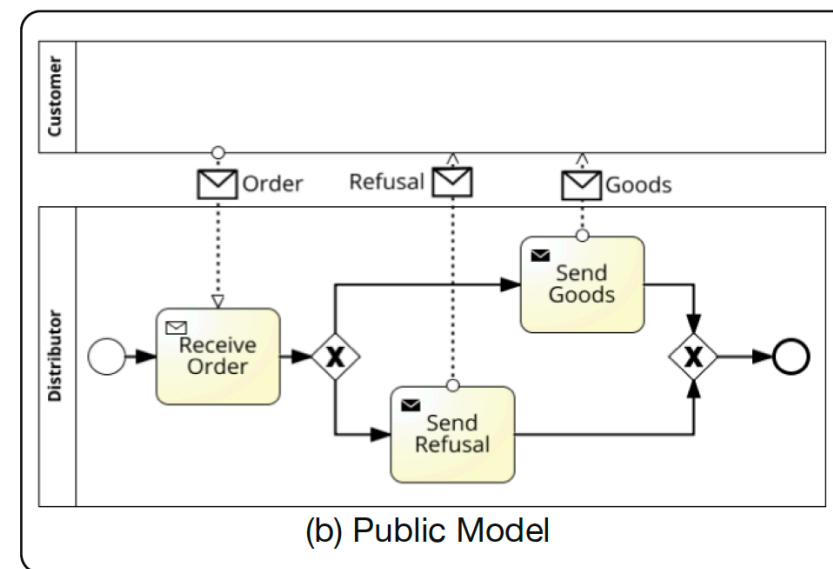 Customer
Order
Refusal
Goods
Distributor
Receive
Order
X
Send
Goods
Send
Refusal
X
(b) Public Model